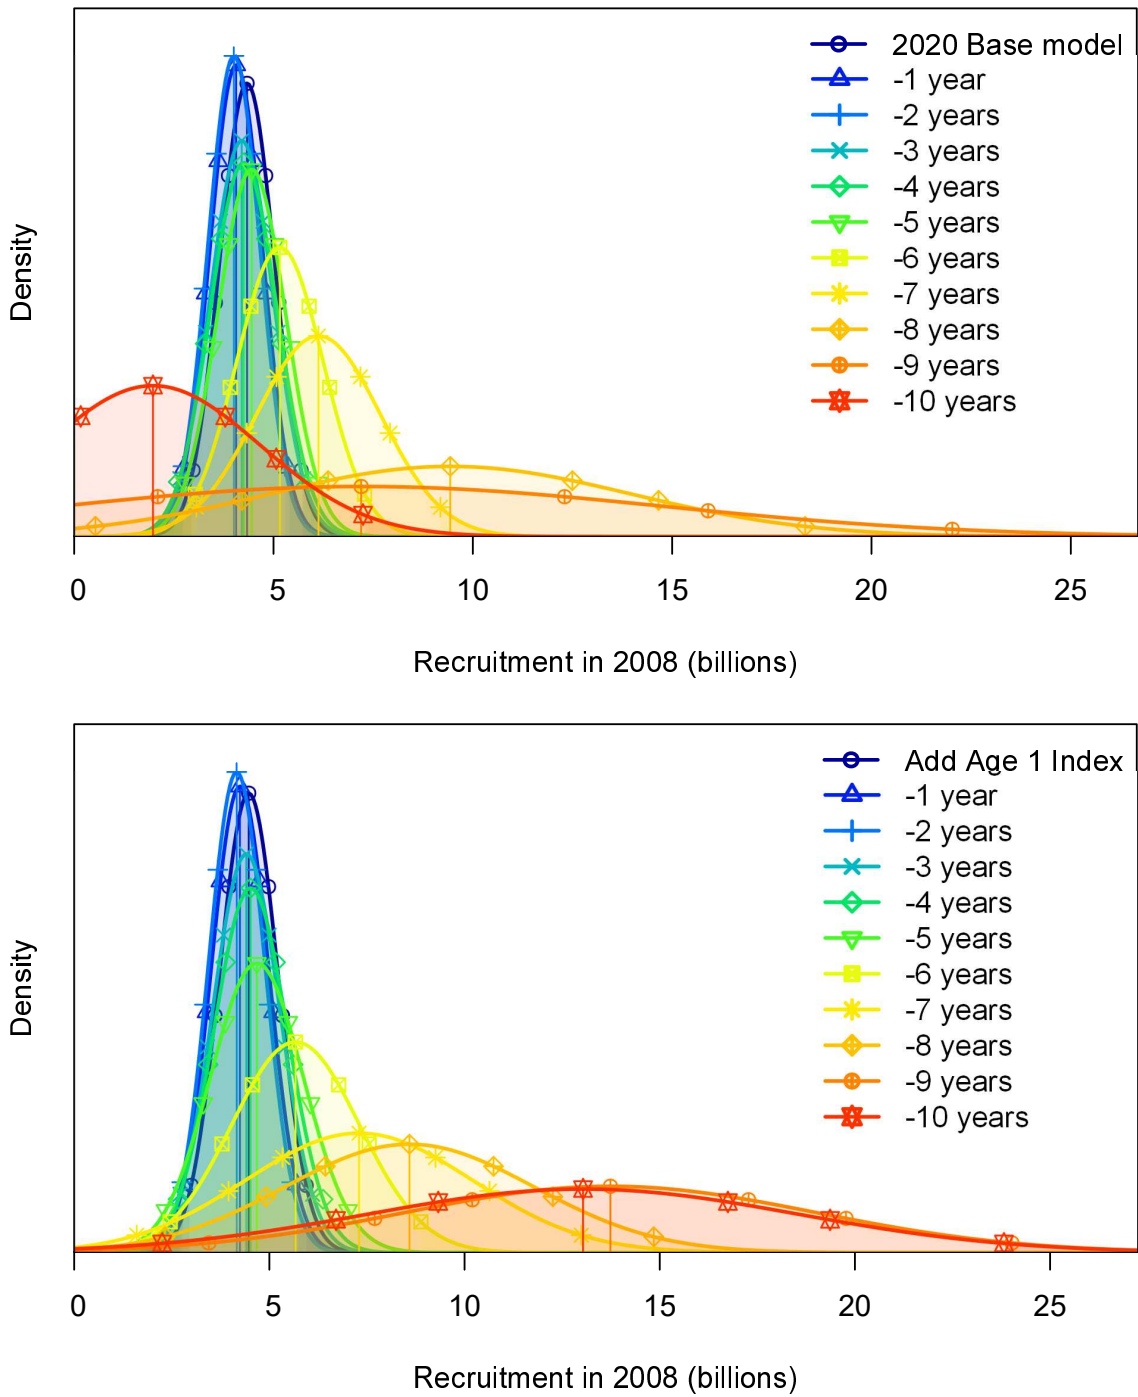 2020 Base model
-1 year
-2 years
-3 years
-4 years
-5 years
-6 years
-7 years
-8 years
-9 years
-10 years
Density
0 5 10 15 20 25
Recruitment in 2008 (billions)
Add Age 1 Index
-1 year
-2 years
-3 years
-4 years
-5 years
-6 years
-7 years
-8 years
-9 years
-10 years
Density
0 5 10 15 20 25
Recruitment in 2008 (billions)